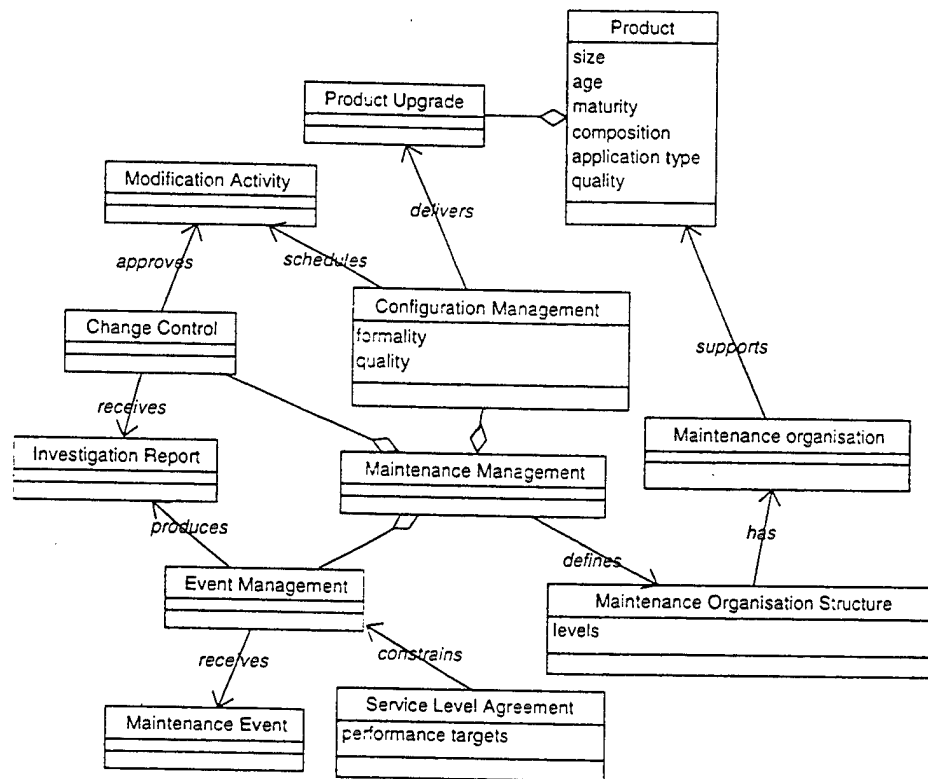 Product
size
age
maturity
composition
application type
quality
Product Upgrade
Modification Activity
delivers
approves
schedules
Configuration Management
formality
quality
Change Control
supports
receives
Investigation Report
Maintenance Management
Maintenance organisation
produces
has
defines
Event Management
Maintenance Organisation Structure
levels
receives
constrains
Service Level Agreement
performance targets
Maintenance Event